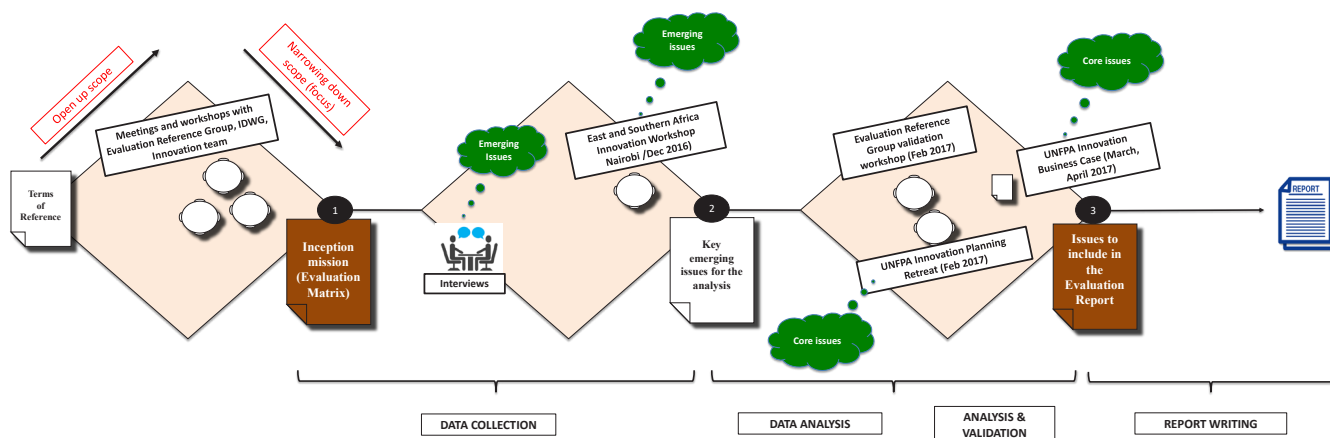 Open up scope
Narrowing down
scope (focus)
Terms
of
Reference
Meetings and workshops with
Evaluation Reference Group, IDWG,
Innovation team
1
Inception
mission
(Evaluation
Matrix)
Emerging
Issues
Interviews
Emerging
issues
East and Southern Africa
Innovation Workshop
Nairobi /Dec 2016)
2
Key
emerging
issues for the
analysis
Evaluation Reference
Group validation
workshop (Feb 2017)
UNFPA Innovation Planning
Retreat (Feb 2017)
Core issues
Core issues
UNFPA Innovation
Business Case (March,
April 2017)
3
Issues to
include in
the
Evaluation
Report
REPORT
DATA COLLECTION
DATA ANALYSIS
ANALYSIS &
VALIDATION
REPORT WRITING